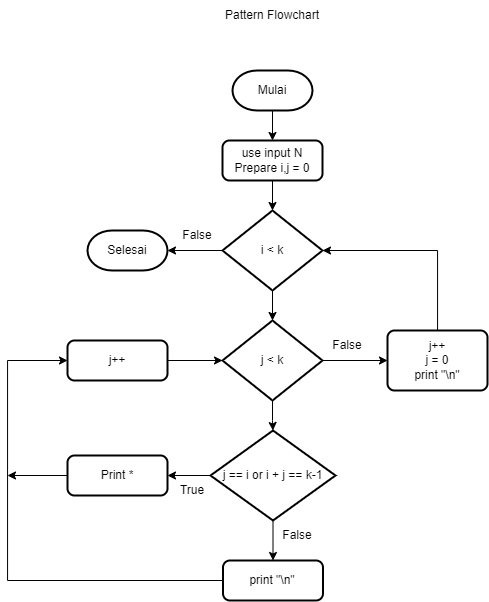 Pattern Flowchart
Mulai
use input N
Prepare i,j = 0
i < k
False
Selesai
j < k
False
j++
j = 0
print "\n"
j++
j == i or i + j == k-1
True
Print *
False
print "\n"